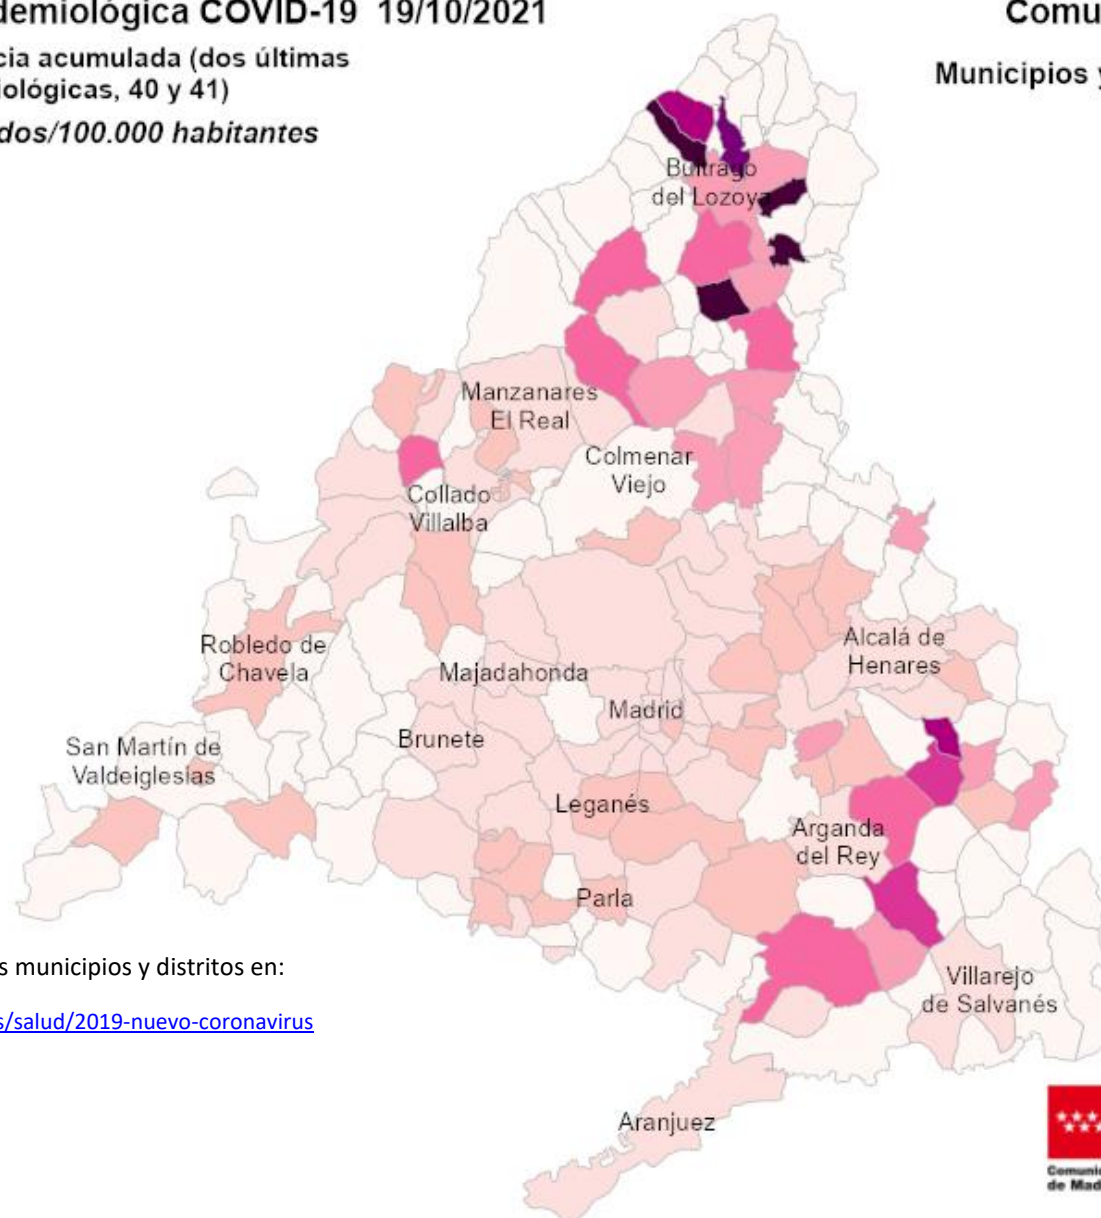 demiológica COVID-19 19/10/2021
Comu
cia acumulada (dos últimas
iológicas, 40 y 41)
Municipios y
dos/100.000 habitantes
Buitrago
del Lozoya
Manzanares
El Real
Colmenar
Viejo
Collado
Villalba
Robledo de
Chavela
Alcalá de
Henares
Majadahonda
Madrid
Brunete
San Martín de
Valdeiglesias
Leganés
Arganda
del Rey
Parla
s municipios y distritos en:
Villarejo
de Salvanés
s/salud/2019-nuevo-coronavirus
Aranjuez
Comuni
de Mad